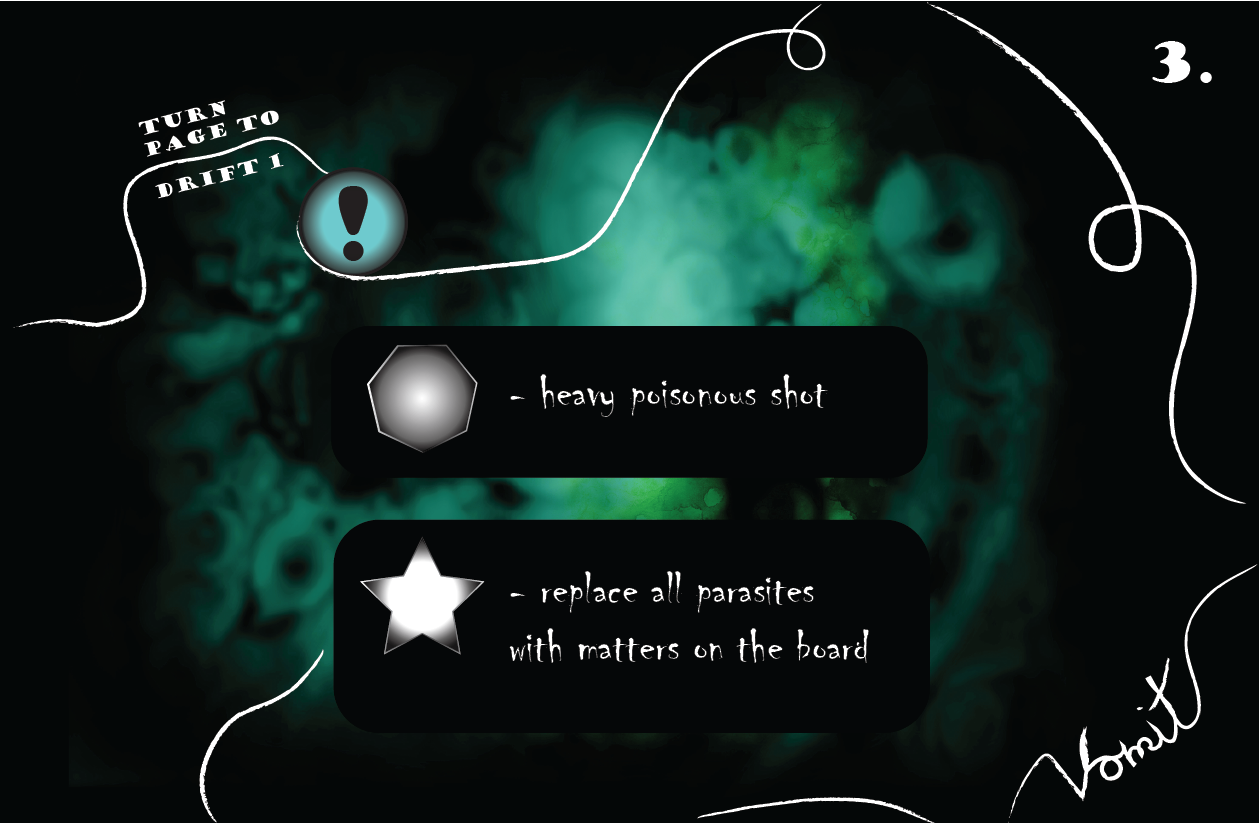 3.
TURN
PAGE TO
DRIFT 1
!
- heavy poisonous shot
- replace all parasites
with matters on the board
Vomit